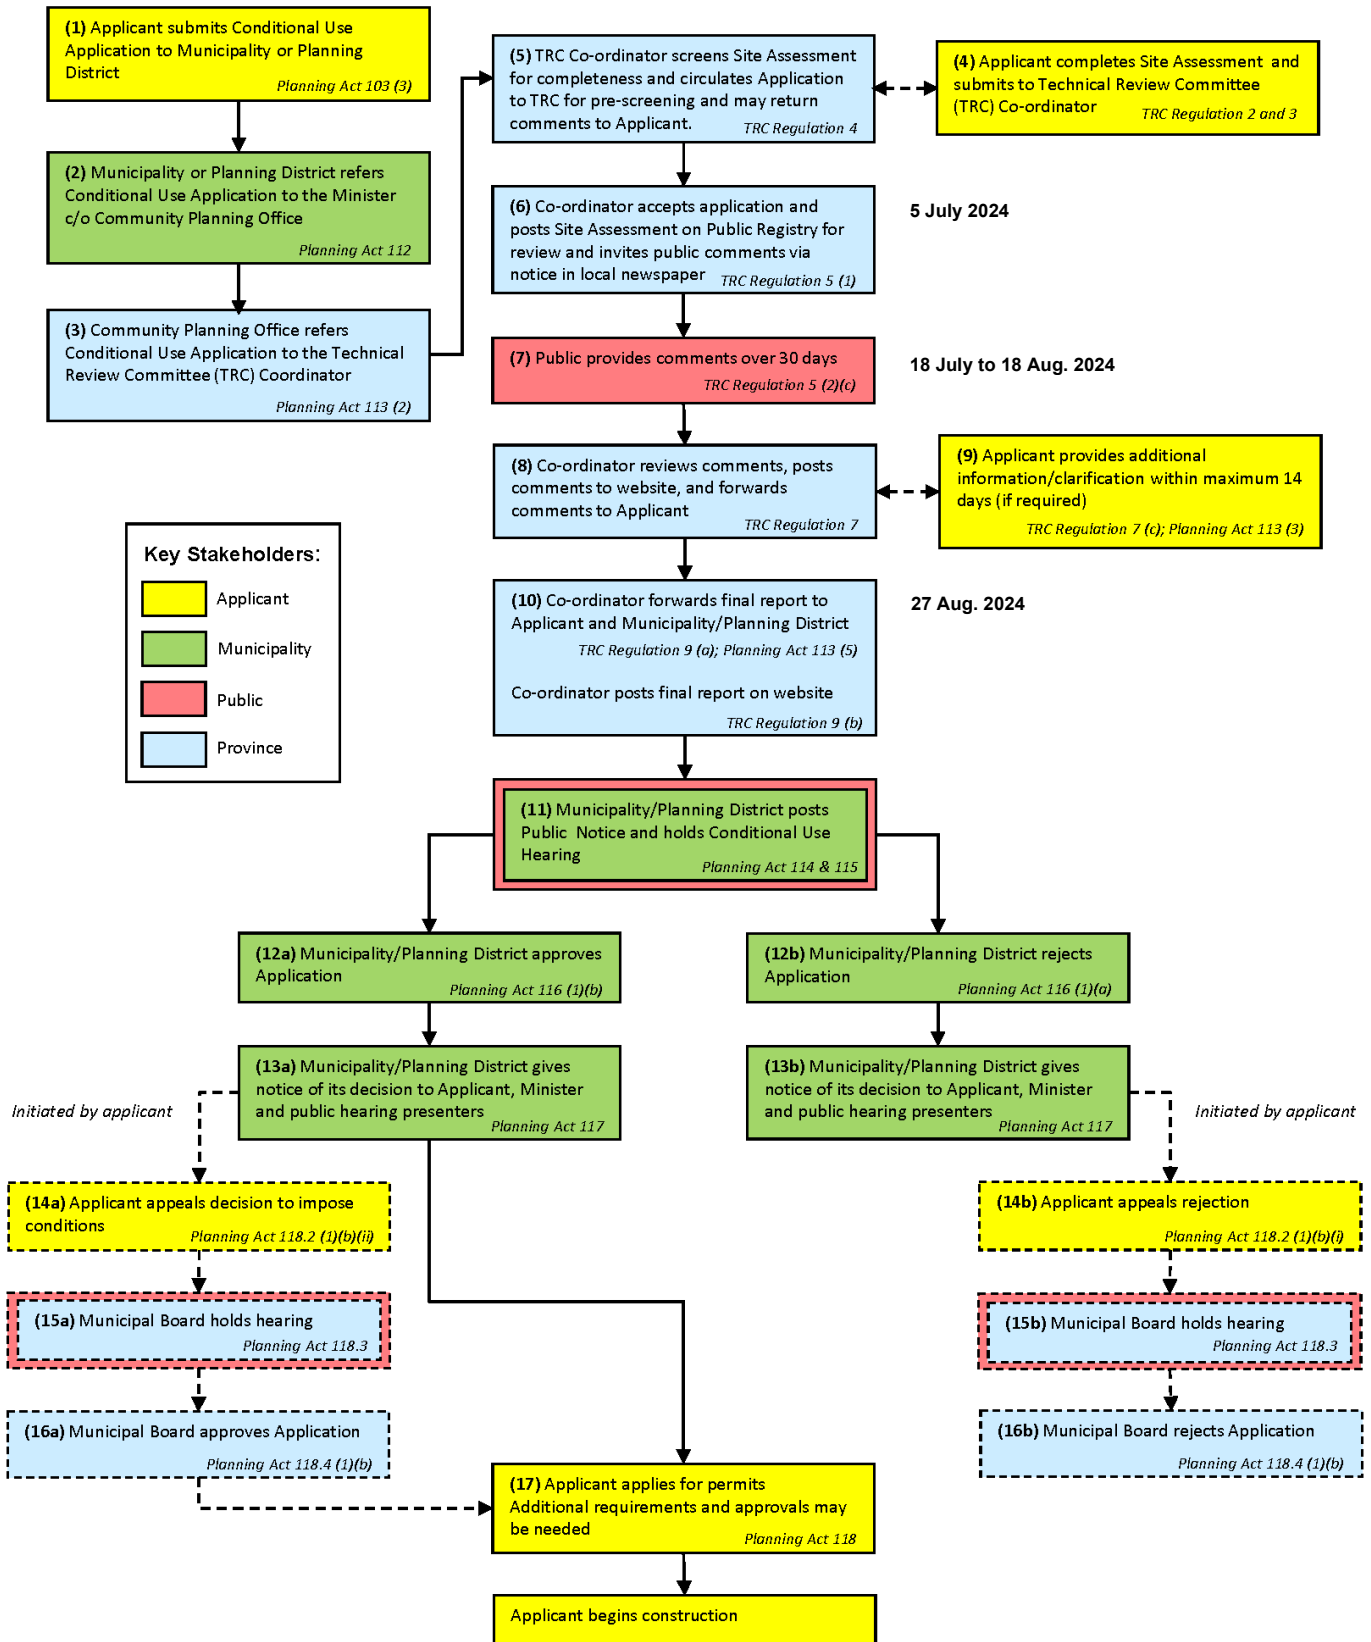 (1) Applicant submits Conditional Use
Application to Municipality or Planning
District
Planning Act 103 (3)
(2) Municipality or Planning District refers
Conditional Use Application to the Minister
c/o Community Planning Office
Planning Act 112
(3) Community Planning Office refers
Conditional Use Application to the Technical
Review Committee (TRC) Coordinator
Planning Act 113 (2)
(5) TRC Co-ordinator screens Site Assessment
for completeness and circulates Application
to TRC for pre-screening and may return
comments to Applicant.
TRC Regulation 4
(4) Applicant completes Site Assessment and
submits to Technical Review Committee
(TRC) Co-ordinator
TRC Regulation 2 and 3
(6) Co-ordinator accepts application and
posts Site Assessment on Public Registry for
review and invites public comments via
notice in local newspaper
TRC Regulation 5 (1)
5 July 2024
(7) Public provides comments over 30 days
TRC Regulation 5 (2)(c)
18 July to 18 Aug. 2024
(8) Co-ordinator reviews comments, posts
comments to website, and forwards
comments to Applicant
TRC Regulation 7
(9) Applicant provides additional
information/clarification within maximum 14
days (if required)
TRC Regulation 7 (c); Planning Act 113 (3)
Key Stakeholders:
Applicant
Municipality
Public
Province
(10) Co-ordinator forwards final report to
Applicant and Municipality/Planning District
TRC Regulation 9 (a); Planning Act 113 (5)
Co-ordinator posts final report on website
TRC Regulation 9 (b)
27 Aug. 2024
(11) Municipality/Planning District posts
Public Notice and holds Conditional Use
Hearing
Planning Act 114 & 115
(12a) Municipality/Planning District approves
Application
Planning Act 116 (1)(b)
(12b) Municipality/Planning District rejects
Application
Planning Act 116 (1)(a)
(13a) Municipality/Planning District gives
notice of its decision to Applicant, Minister
and public hearing presenters
Planning Act 117
(13b) Municipality/Planning District gives
notice of its decision to Applicant, Minister
and public hearing presenters
Planning Act 117
Initiated by applicant
Initiated by applicant
(14a) Applicant appeals decision to impose
conditions
Planning Act 118.2 (1)(b)(ii)
(14b) Applicant appeals rejection
Planning Act 118.2 (1)(b)(i)
(15a) Municipal Board holds hearing
Planning Act 118.3
(15b) Municipal Board holds hearing
Planning Act 118.3
(16a) Municipal Board approves Application
Planning Act 118.4 (1)(b)
(16b) Municipal Board rejects Application
Planning Act 118.4 (1)(b)
(17) Applicant applies for permits
Additional requirements and approvals may
be needed
Planning Act 118
Applicant begins construction